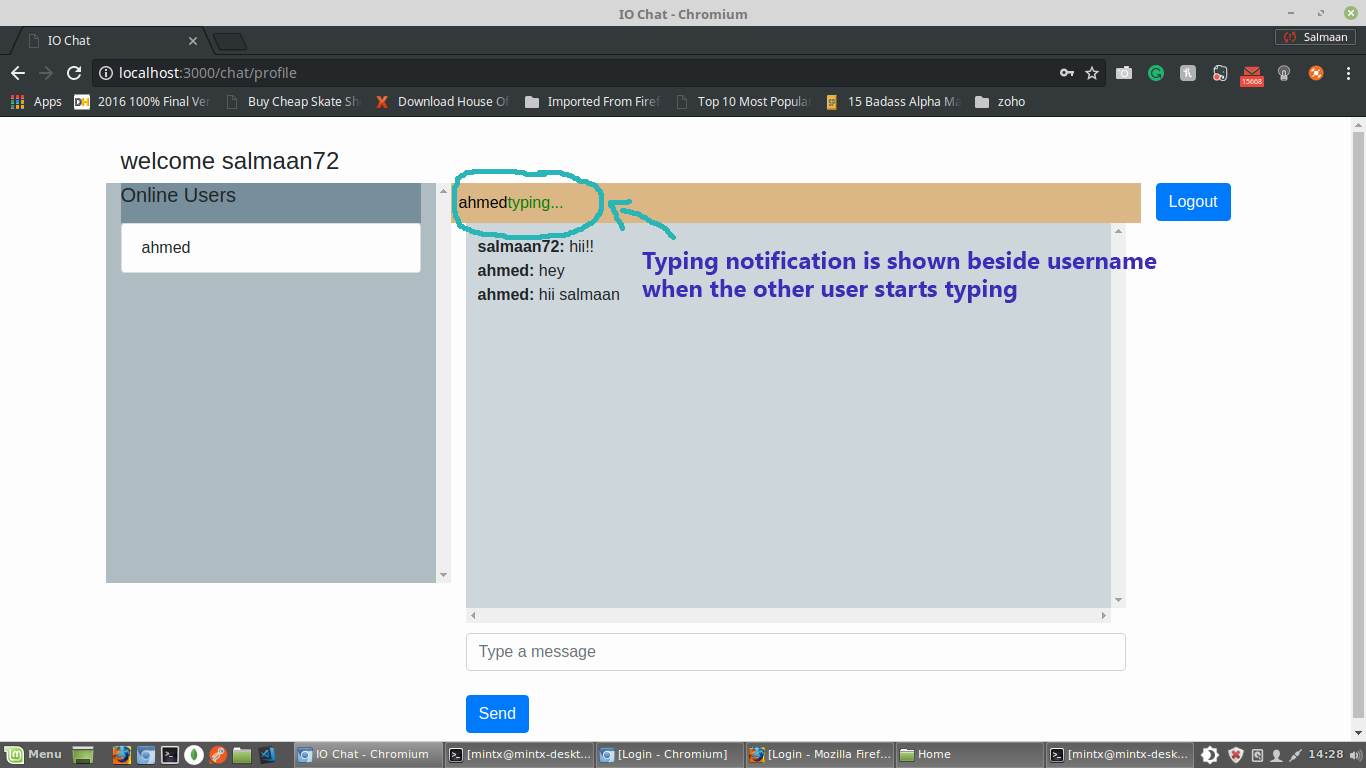 IO Chat - Chromium
IO Chat
Salmaan
localhost:3000/chat/profile
15668
Apps
DH
2016 100% Final Ver
Buy Cheap Skate Sh
X
Download House Of
Imported From Firef
Top 10 Most Popula
SP
15 Badass Alpha Ma
zoho
welcome salmaan72
Online Users
ahmed
ahmedtyping...
Logout
salmaan72: hii!!
ahmed: hey
ahmed: hii salmaan
Typing notification is shown beside username
when the other user starts typing
Type a message
Send
Menu
IO Chat - Chromium
[mintx@mintx-deskt...
[Login - Chromium]
[Login - Mozilla Firef...
Home
[mintx@mintx-desk...
14:28